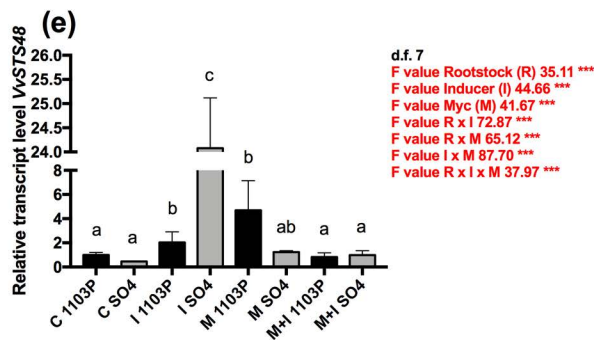 (e)
Relative transcript level VvSTS48
26.0
25.5
25.0
24.5
24.0
8
6
4
2
0
a
a
b
c
b
ab
a
a
C 1103P
C SO4
I 1103P
I SO4
M 1103P
M SO4
M+I 1103P
M+I SO4
d.f. 7
F value Rootstock (R) 35.11 ***
F value Inducer (I) 44.66 ***
F value Myc (M) 41.67 ***
F value R x I 72.87 ***
F value R x M 65.12 ***
F value I x M 87.70 ***
F value R x I x M 37.97 ***